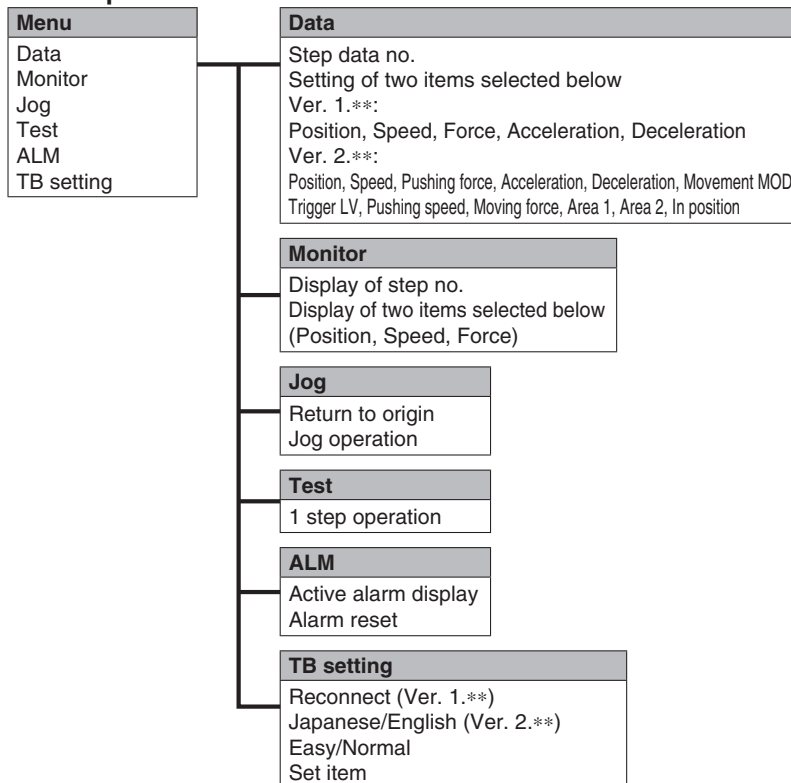 Menu
Data
Monitor
Jog
Test
ALM
TB setting
Data
Step data no.
Setting of two items selected below
Ver. 1.**:
Position, Speed, Force, Acceleration, Deceleration
Ver. 2.**:
Position, Speed, Pushing force, Acceleration, Deceleration, Movement MOD
Trigger LV, Pushing speed, Moving force, Area 1, Area 2, In position
Monitor
Display of step no.
Display of two items selected below
(Position, Speed, Force)
Jog
Return to origin
Jog operation
Test
1 step operation
ALM
Active alarm display
Alarm reset
TB setting
Reconnect (Ver. 1.**)
Japanese/English (Ver. 2.**)
Easy/Normal
Set item